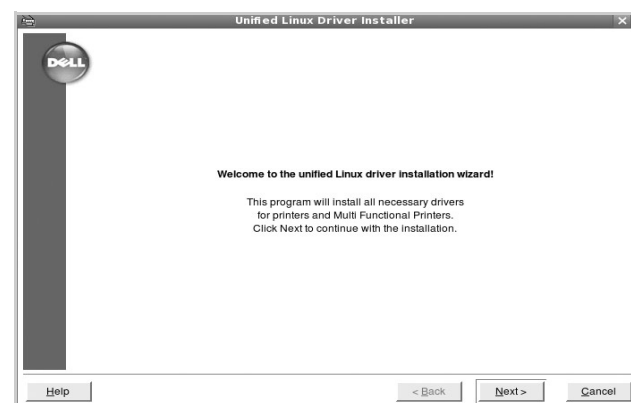 Unified Linux Driver Installer
DELL
Welcome to the unified Linux driver installation wizard!
This program will install all necessary drivers
for printers and Multi Functional Printers.
Click Next to continue with the installation.
Help
< Back
Next >
Cancel